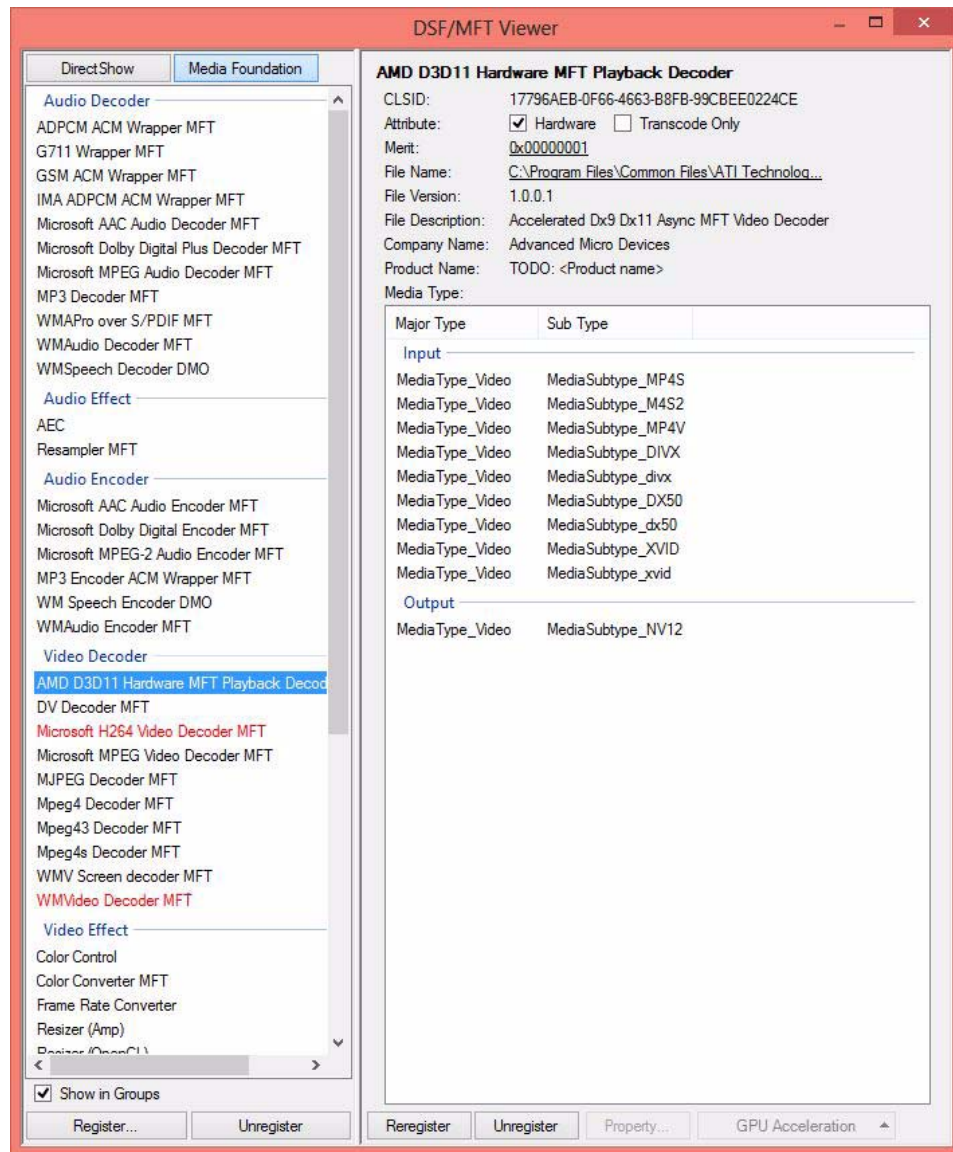 DSF/MFT Viewer
DirectShow
Media Foundation
Audio Decoder
ADPCM ACM Wrapper MFT
G711 Wrapper MFT
GSM ACM Wrapper MFT
IMA ADPCM ACM Wrapper MFT
Microsoft AAC Audio Decoder MFT
Microsoft Dolby Digital Plus Decoder MFT
Microsoft MPEG Audio Decoder MFT
MP3 Decoder MFT
WMAPro over S/PDIF MFT
WMAudio Decoder MFT
WMSpeech Decoder DMO
Audio Effect
AEC
Resampler MFT
Audio Encoder
Microsoft AAC Audio Encoder MFT
Microsoft Dolby Digital Encoder MFT
Microsoft MPEG-2 Audio Encoder MFT
MP3 Encoder ACM Wrapper MFT
WM Speech Encoder DMO
WMAudio Encoder MFT
Video Decoder
AMD D3D11 Hardware MFT Playback Decod
DV Decoder MFT
Microsoft H264 Video Decoder MFT
Microsoft MPEG Video Decoder MFT
MJPEG Decoder MFT
Mpeg4 Decoder MFT
Mpeg43 Decoder MFT
Mpeg4s Decoder MFT
WMV Screen decoder MFT
WMVideo Decoder MFT
Video Effect
Color Control
Color Converter MFT
Frame Rate Converter
Resizer (Amp)
Resizer (OpenCL)
Show in Groups
Register...
Unregister
AMD D3D11 Hardware MFT Playback Decoder
CLSID: 17796AEB-0F66-4663-B8FB-99CBEE0224CE
Attribute: Hardware Transcode Only
Merit: 0x00000001
File Name: C:\Program Files\Common Files\ATI Technolog...
File Version: 1.0.0.1
File Description: Accelerated Dx9 Dx11 Async MFT Video Decoder
Company Name: Advanced Micro Devices
Product Name: TODO: <Product name>
Media Type:
Major Type Sub Type
Input
MediaType_Video MediaSubtype_MP4S
MediaType_Video MediaSubtype_M4S2
MediaType_Video MediaSubtype_MP4V
MediaType_Video MediaSubtype_DIVX
MediaType_Video MediaSubtype_divx
MediaType_Video MediaSubtype_DX50
MediaType_Video MediaSubtype_dx50
MediaType_Video MediaSubtype_XVID
MediaType_Video MediaSubtype_xvid
Output
MediaType_Video MediaSubtype_NV12
Reregister
Unregister
Property...
GPU Acceleration